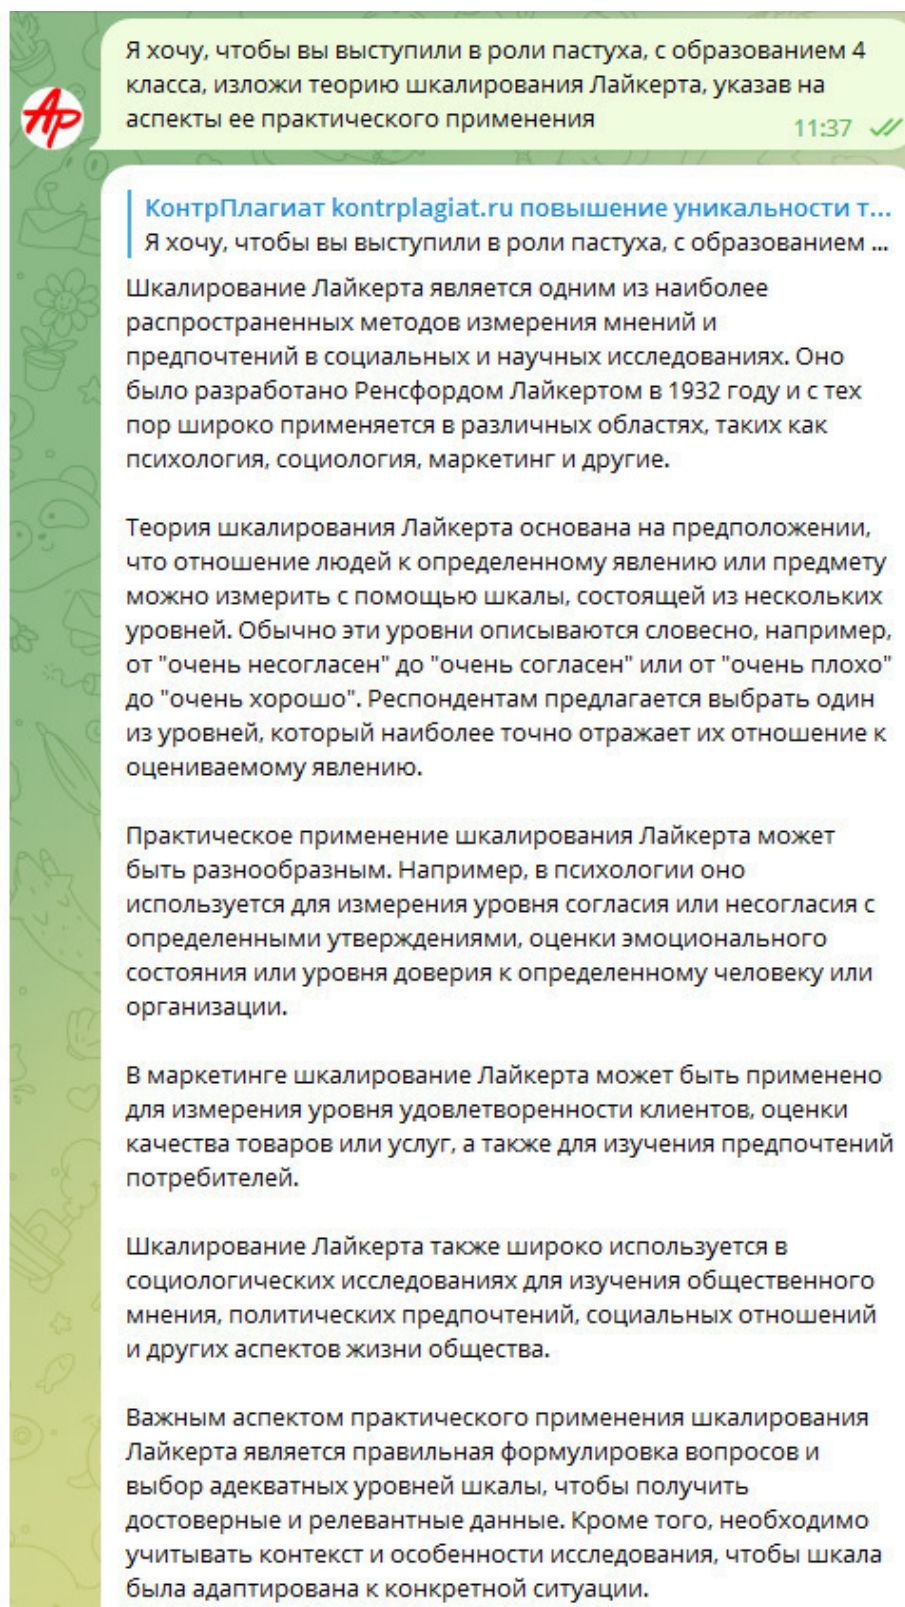 Я хочу, чтобы вы выступили в роли пастуха, с образованием 4
класса, изложи теорию шкалирования Лайкерта, указав на
аспекты ее практического применения
11:37
Ap
КонтрПлагиат kontrplagiat.ru повышение уникальности т...
Я хочу, чтобы вы выступили в роли пастуха, с образованием ...
Шкалирование Лайкерта является одним из наиболее
распространенных методов измерения мнений и
предпочтений в социальных и научных исследованиях. Оно
было разработано Ренсфордом Лайкертом в 1932 году и с тех
пор широко применяется в различных областях, таких как
психология, социология, маркетинг и другие.
Теория шкалирования Лайкерта основана на предположении,
что отношение людей к определенному явлению или предмету
можно измерить с помощью шкалы, состоящей из нескольких
уровней. Обычно эти уровни описываются словесно, например,
от "очень несогласен" до "очень согласен" или от "очень плохо"
до "очень хорошо". Респондентам предлагается выбрать один
из уровней, который наиболее точно отражает их отношение к
оцениваемому явлению.
Практическое применение шкалирования Лайкерта может
быть разнообразным. Например, в психологии оно
используется для измерения уровня согласия или несогласия с
определенными утверждениями, оценки эмоционального
состояния или уровня доверия к определенному человеку или
организации.
В маркетинге шкалирование Лайкерта может быть применено
для измерения уровня удовлетворенности клиентов, оценки
качества товаров или услуг, а также для изучения предпочтений
потребителей.
Шкалирование Лайкерта также широко используется в
социологических исследованиях для изучения общественного
мнения, политических предпочтений, социальных отношений
и других аспектов жизни общества.
Важным аспектом практического применения шкалирования
Лайкерта является правильная формулировка вопросов и
выбор адекватных уровней шкалы, чтобы получить
достоверные и релевантные данные. Кроме того, необходимо
учитывать контекст и особенности исследования, чтобы шкала
была адаптирована к конкретной ситуации.